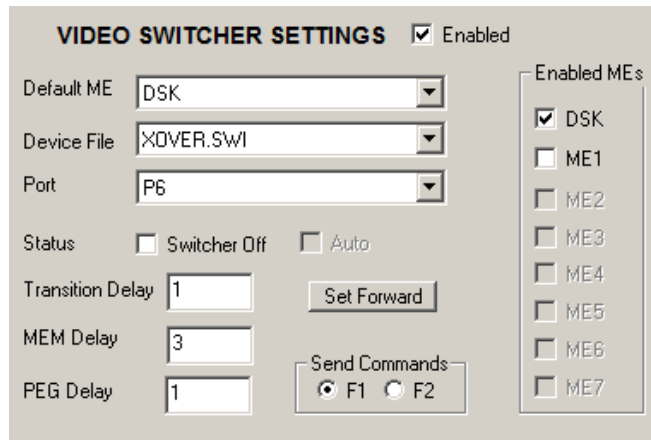 VIDEO SWITCHER SETTINGS Enabled
Default ME DSK
Device File XOVER.SWI
Port P6
Status Switcher Off Auto
Transition Delay 1 Set Forward
MEM Delay 3
PEG Delay 1
Send Commands
F1 F2
Enabled MEs
DSK
ME1
ME2
ME3
ME4
ME5
ME6
ME7